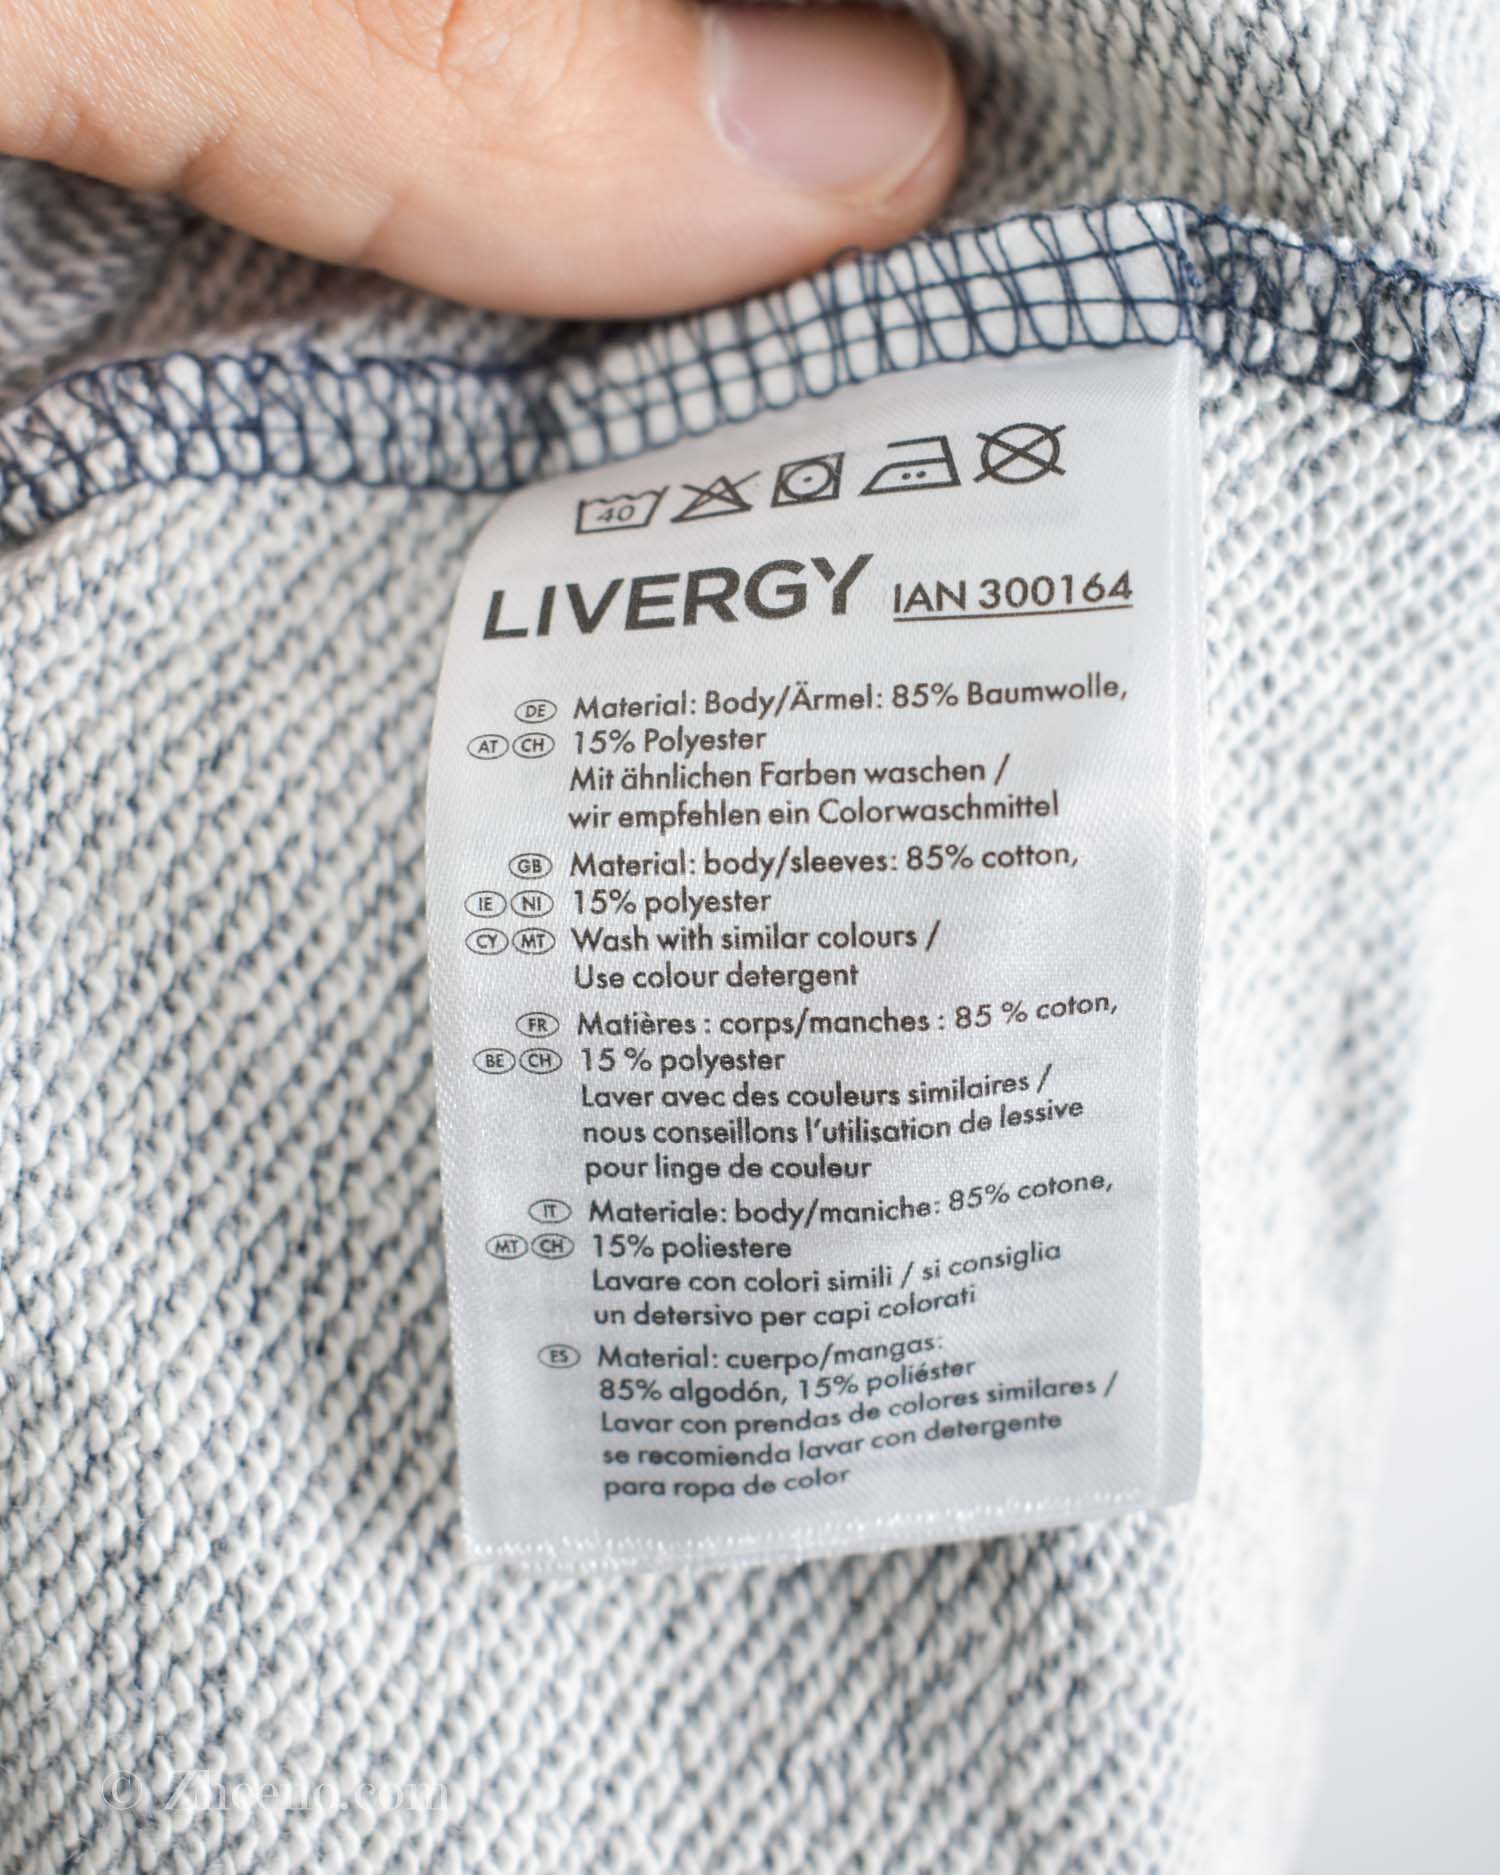 40
LIVERGY IAN 300164
DE Material: Body/Ärmel: 85% Baumwolle,
AT CH 15% Polyester
Mit ähnlichen Farben waschen /
wir empfehlen ein Colorwaschmittel
GB Material: body/sleeves: 85% cotton,
IE NI 15% polyester
CY MT Wash with similar colours /
Use colour detergent
FR Matières : corps/manches : 85 % coton,
BE CH 15 % polyester
Laver avec des couleurs similaires /
nous conseillons l'utilisation de lessive
pour linge de couleur
IT Materiale: body/maniche: 85% cotone,
MT CH 15% poliestere
Lavare con colori simili / si consiglia
un detersivo per capi colorati
ES Material: cuerpo/mangas:
85% algodón, 15% poliéster
Lavar con prendas de colores similares /
se recomienda lavar con detergente
para ropa de color
©